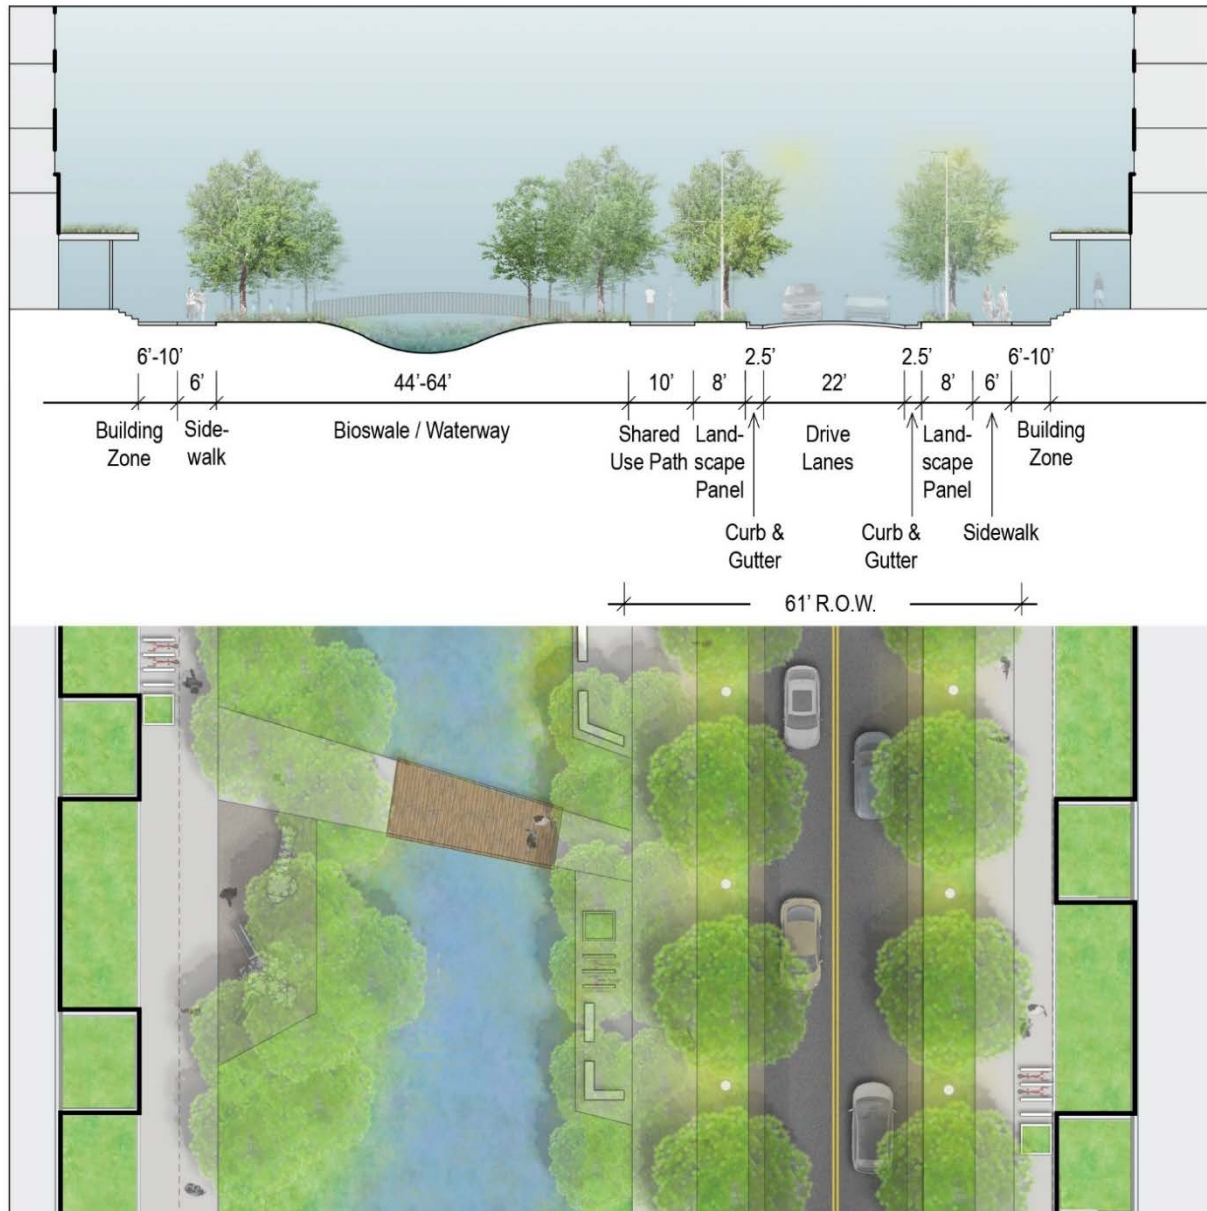 6'-10'
2.5'
2.5'
6'-10'
6'
44'-64'
10'
8'
22'
8'
6'
Building
Zone
Side-
walk
Bioswale / Waterway
Shared
Use Path
Land-
scape
Panel
Drive
Lanes
Land-
scape
Panel
Building
Zone
Curb &
Gutter
Curb &
Gutter
Sidewalk
61' R.O.W.